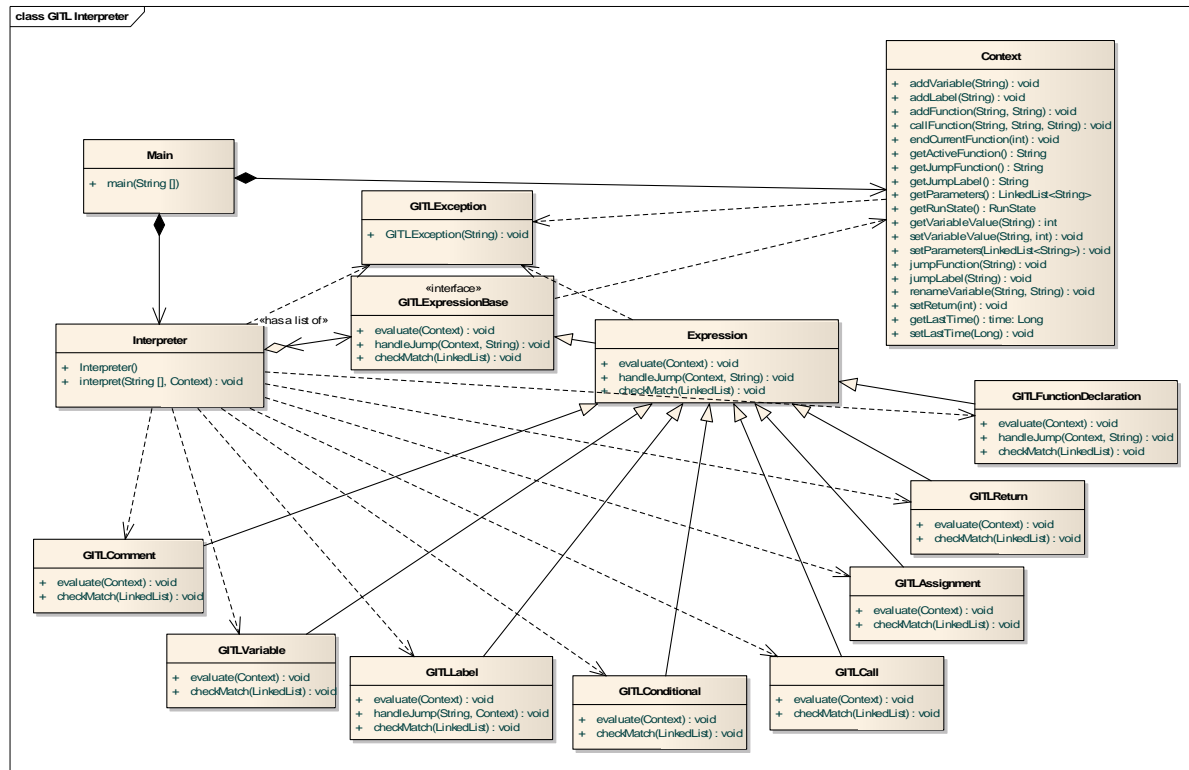 class GITL Interpreter
Context
+ addVariable(String) : void
+ addLabel(String) : void
+ addFunction(String, String) : void
+ callFunction(String, String, String) : void
+ endCurrentFunction(int) : void
+ getActiveFunction() : String
+ getJumpFunction() : String
+ getJumpLabel() : String
+ getParameters() : LinkedList<String>
+ getRunState() : RunState
+ getVariableValue(String) : int
+ setVariableValue(String, int) : void
+ setParameters(LinkedList<String>) : void
+ jumpFunction(String) : void
+ jumpLabel(String) : void
+ renameVariable(String, String) : void
+ setReturn(int) : void
+ getLastTime() : time: Long
+ setLastTime(Long) : void
Main
+ main(String [])
GITLException
+ GITLException(String) : void
«interface»
GITLExpressionBase
+ evaluate(Context) : void
+ handleJump(Context, String) : void
+ checkMatch(LinkedList) : void
«has a list of»
Interpreter
+ Interpreter()
+ interpret(String [], Context) : void
Expression
+ evaluate(Context) : void
+ handleJump(Context, String) : void
+ checkMatch(LinkedList) : void
GITLFunctionDeclaration
+ evaluate(Context) : void
+ handleJump(Context, String) : void
+ checkMatch(LinkedList) : void
GITLReturn
+ evaluate(Context) : void
+ checkMatch(LinkedList) : void
GITLComment
+ evaluate(Context) : void
+ checkMatch(LinkedList) : void
GITLAssignment
+ evaluate(Context) : void
+ checkMatch(LinkedList) : void
GITLVariable
+ evaluate(Context) : void
+ checkMatch(LinkedList) : void
GITLLabel
+ evaluate(Context) : void
+ handleJump(String, Context) : void
+ checkMatch(LinkedList) : void
GITLConditional
+ evaluate(Context) : void
+ checkMatch(LinkedList) : void
GITLCall
+ evaluate(Context) : void
+ checkMatch(LinkedList) : void